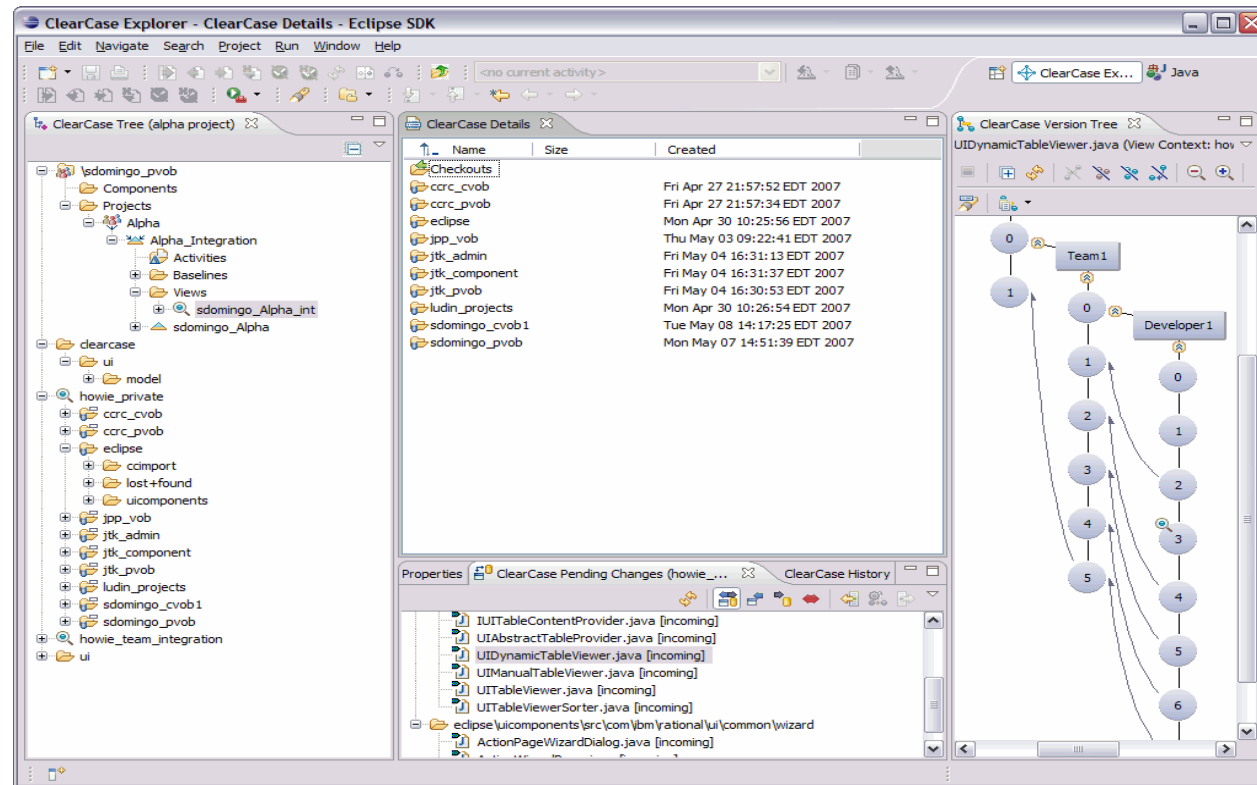 ClearCase Explorer - ClearCase Details - Eclipse SDK
File Edit Navigate Search Project Run Window Help
<no current activity>
ClearCase Ex...
Java
ClearCase Tree (alpha project)
\sdomingo_pvob
Components
Projects
Alpha
Alpha_Integration
Activities
Baselines
Views
sdomingo_Alpha_int
sdomingo_Alpha
clearcase
ui
model
howie_private
ccrc_cvob
ccrc_pvob
eclipse
ccimport
lost+found
uicomponents
jpp_vob
jtk_admin
jtk_component
jtk_pvob
ludin_projects
sdomingo_cvob1
sdomingo_pvob
howie_team_integration
ui
ClearCase Details
Name Size Created
Checkouts
ccrc_cvob Fri Apr 27 21:57:52 EDT 2007
ccrc_pvob Fri Apr 27 21:57:34 EDT 2007
eclipse Mon Apr 30 10:25:56 EDT 2007
jpp_vob Thu May 03 09:22:41 EDT 2007
jtk_admin Fri May 04 16:31:13 EDT 2007
jtk_component Fri May 04 16:31:37 EDT 2007
jtk_pvob Fri May 04 16:30:53 EDT 2007
ludin_projects Mon Apr 30 10:26:54 EDT 2007
sdomingo_cvob1 Tue May 08 14:17:25 EDT 2007
sdomingo_pvob Mon May 07 14:51:39 EDT 2007
Properties ClearCase Pending Changes (howie_... ClearCase History
IUITableContentProvider.java [incoming]
UIAbstractTableProvider.java [incoming]
UIDynamicTableViewer.java [incoming]
UIManualTableViewer.java [incoming]
UITableViewer.java [incoming]
UITableViewerSorter.java [incoming]
eclipse\uicomponents\src\com\ibm\rational\ui\common\wizard
ActionPageWizardDialog.java [incoming]
ClearCase Version Tree
UIDynamicTableViewer.java (View Context: how
0
1
Team1
0
1
2
3
4
5
Developer1
0
1
2
3
4
5
6